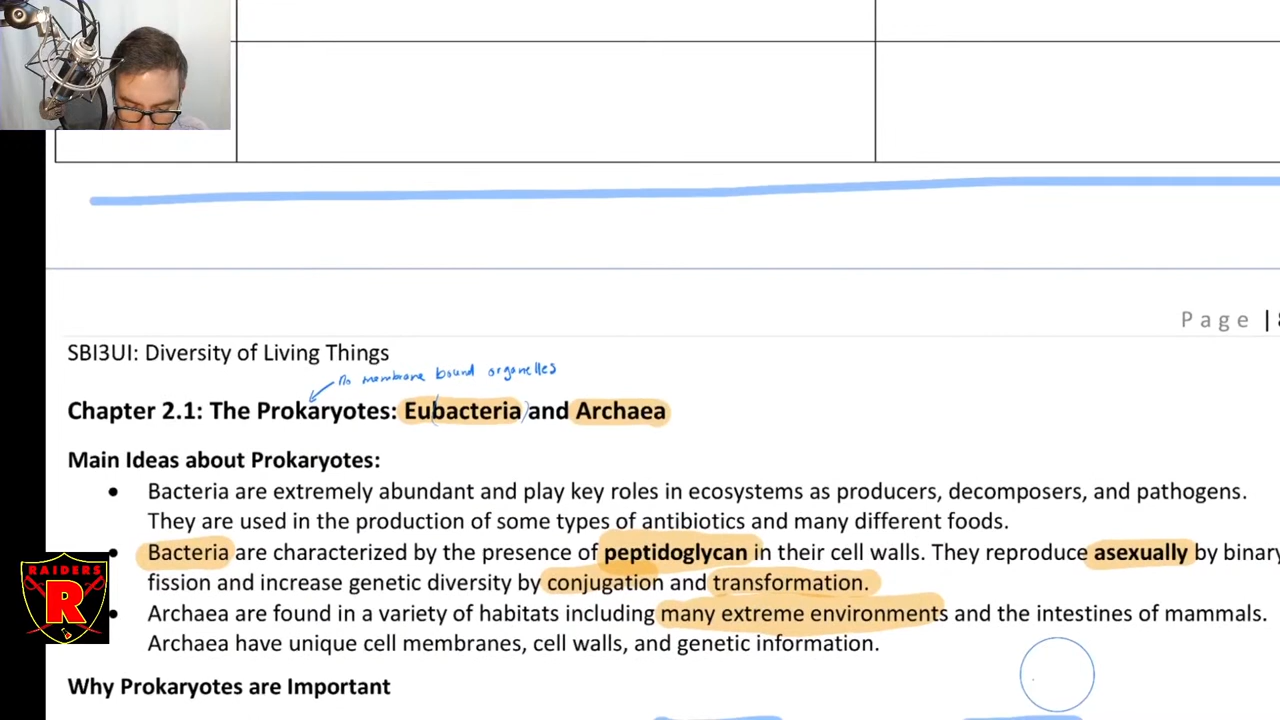 Page |
SBI3UI: Diversity of Living Things
No membrane bound organelles
Chapter 2.1: The Prokaryotes: Eubacteria and Archaea
Main Ideas about Prokaryotes:
• Bacteria are extremely abundant and play key roles in ecosystems as producers, decomposers, and pathogens.
They are used in the production of some types of antibiotics and many different foods.
• Bacteria are characterized by the presence of peptidoglycan in their cell walls. They reproduce asexually by binary
fission and increase genetic diversity by conjugation and transformation.
• Archaea are found in a variety of habitats including many extreme environments and the intestines of mammals.
Archaea have unique cell membranes, cell walls, and genetic information.
RAIDERS
R
Why Prokaryotes are Important